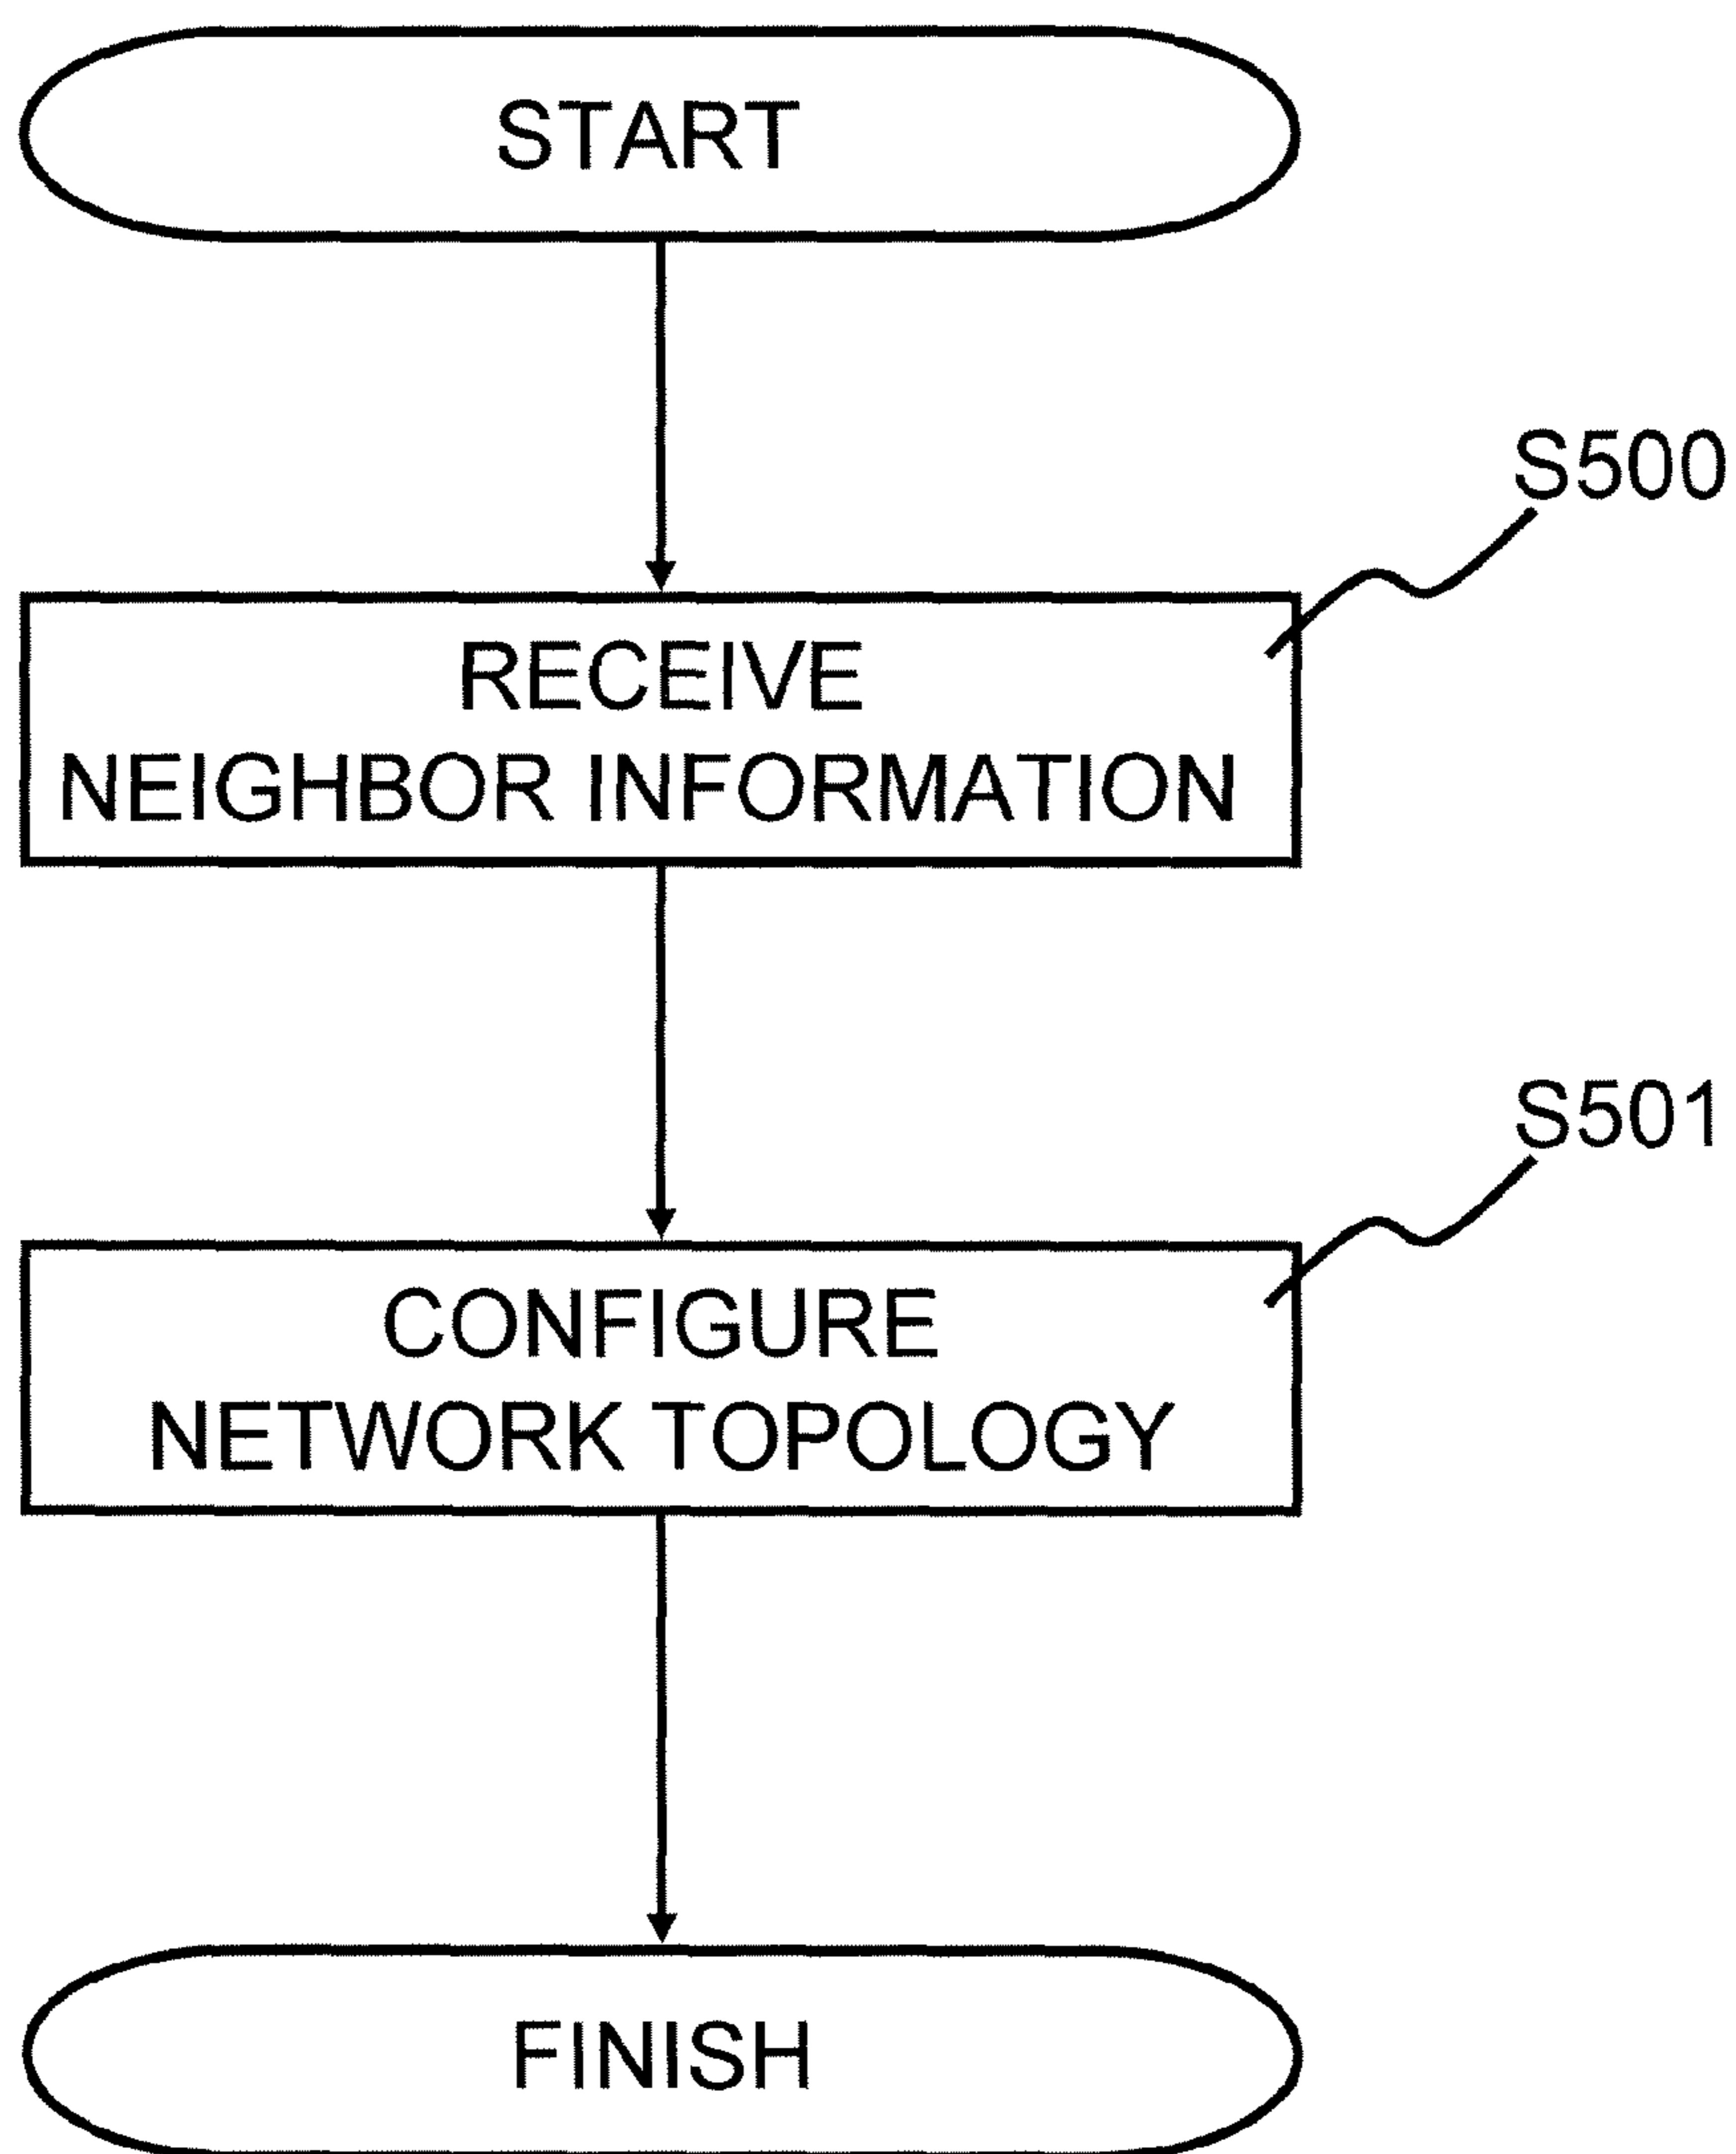 START
S500
RECEIVE
NEIGHBOR INFORMATION
S501
CONFIGURE
NETWORK TOPOLOGY
FINISH